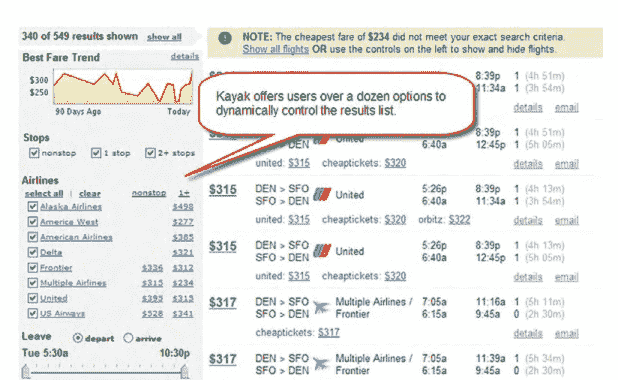 340 of 549 results shown show all
Best Fare Trend details
$300
$250
90 Days Ago Today
Stops
nonstop 1 stop 2+ stops
Airlines
select all | clear nonstop 1+
Alaska Airlines $498
America West $277
American Airlines $385
Delta $321
Frontier $336 $312
Multiple Airlines $315 $234
United $393 $315
US Airways $528 $241
Leave depart arrive
Tue 5:30a 10:30p
NOTE: The cheapest fare of $234 did not meet your exact search criteria.
Show all flights OR use the controls on the left to show and hide flights.
8:39p 1 (4h 51m)
11:34a 1 (3h 54m)
details email
Kayak offers users over a dozen options to
dynamically control the results list.
United 8:39p 1 (4h 51m)
SFO > DEN 6:40a 12:45p 1 (5h 05m)
united: $315 cheaptickets: $320 details email
$315 DEN > SFO United 5:26p 8:39p 1 (4h 13m)
SFO > DEN 6:40a 11:34a 1 (3h 54m)
united: $315 cheaptickets: $320 orbitz: $322 details email
$315 DEN > SFO United 5:26p 8:39p 1 (4h 13m)
SFO > DEN 6:40a 12:45p 1 (5h 05m)
united: $315 cheaptickets: $320 details email
$317 DEN > SFO Multiple Airlines / 7:05a 11:16a 1 (5h 11m)
SFO > DEN Frontier 6:15a 9:45a 0 (2h 30m)
cheaptickets: $317 details email
$317 DEN > SFO Multiple Airlines / 7:05a 11:39a 1 (5h 34m)
SFO > DEN Frontier 6:15a 9:45a 0 (2h 30m)